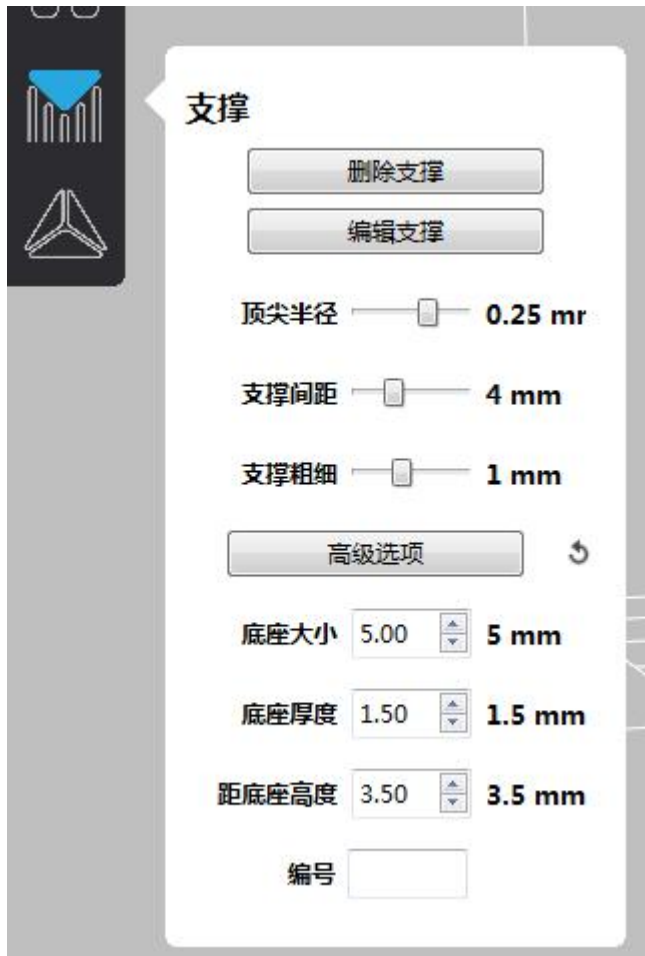 支撑
删除支撑
编辑支撑
顶尖半径 0.25 mr
支撑间距 4 mm
支撑粗细 1 mm
高级选项
底座大小 5.00 5 mm
底座厚度 1.50 1.5 mm
距底座高度 3.50 3.5 mm
编号